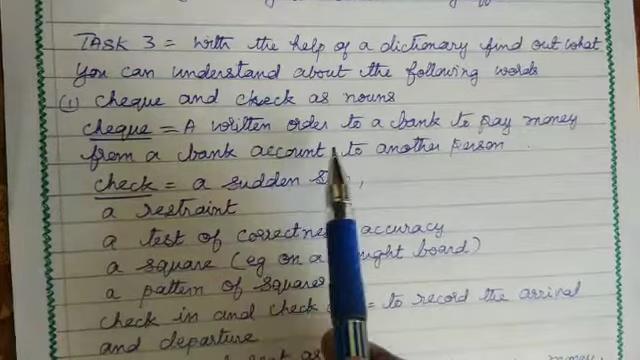 TASK 3 = With the help of a dictionary find out what
you can understand about the following words
(1) cheque and check as nouns
cheque = A written order to a bank to pay money
from a bank account to another person
check = a sudden
a restraint
a test of accuracy
a square (eg on a board)
a pattern of square
check in and check = to record the arrival
and departure